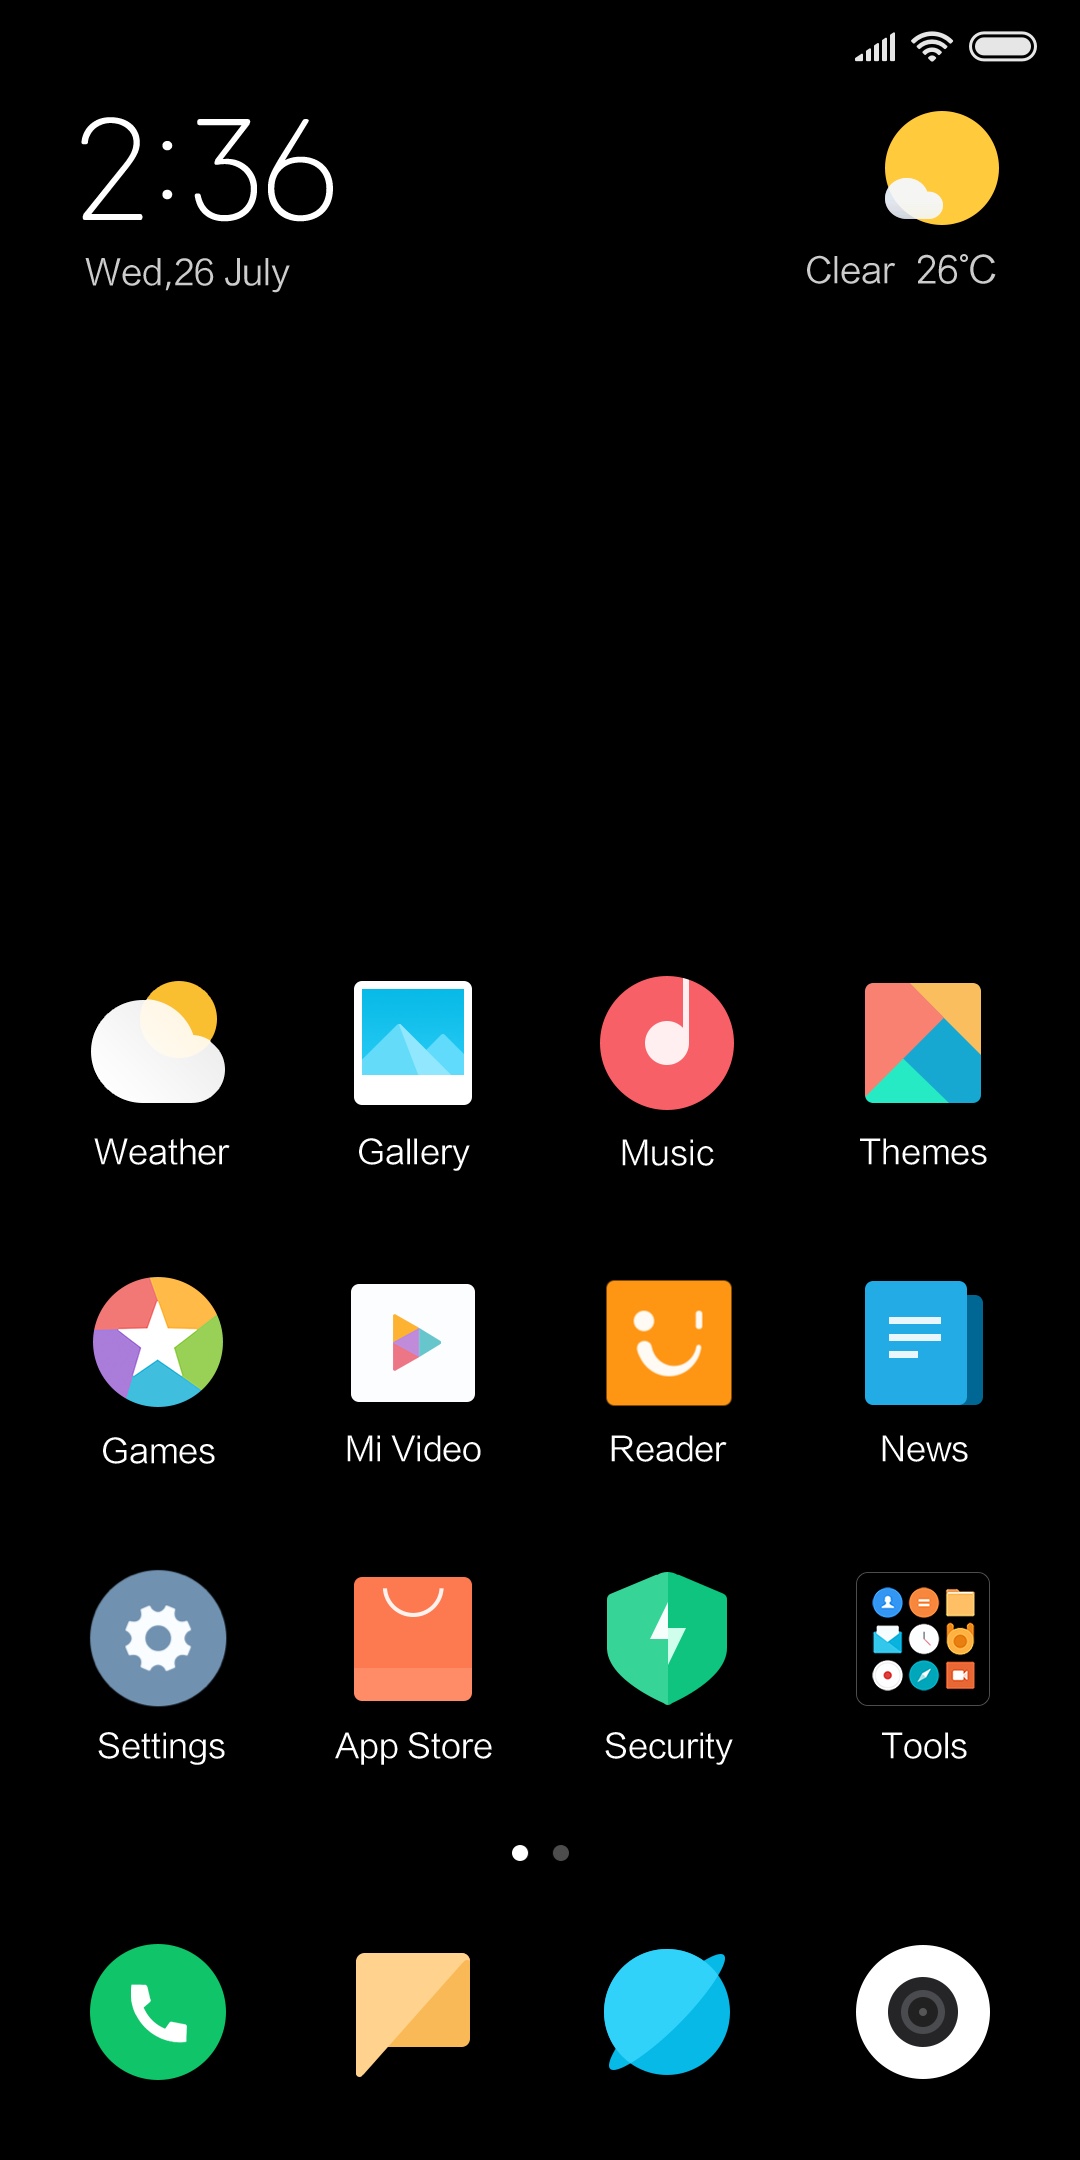 2:36
Wed,26 July
Clear 26°C
Weather
Gallery
Music
Themes
Games
Mi Video
Reader
News
Settings
App Store
Security
Tools